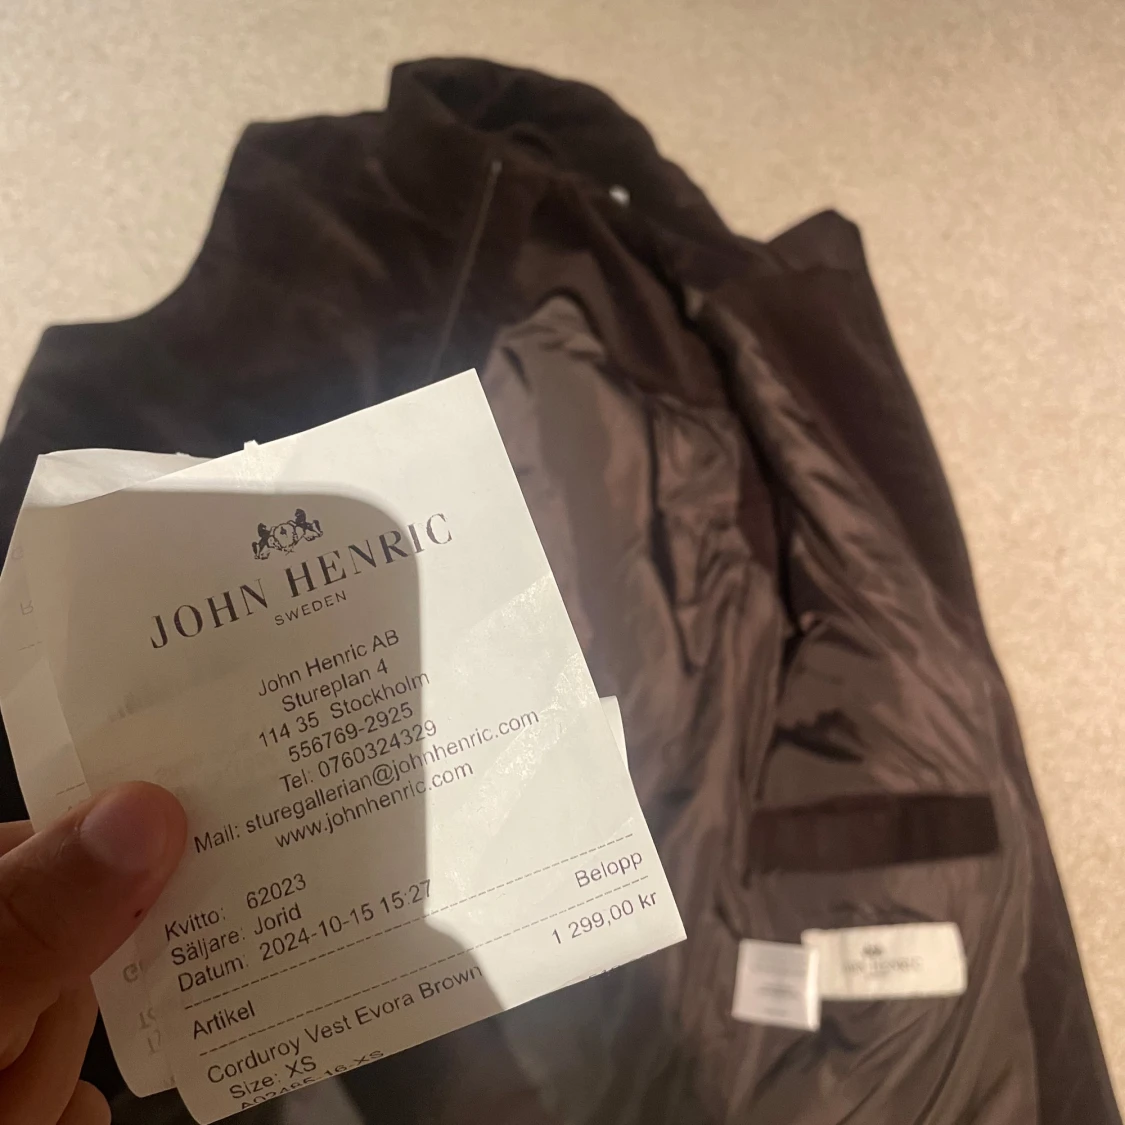 JOHN HENRIC
SWEDEN
John Henric AB
Stureplan 4
114 35 Stockholm
556769-2925
Tel: 0760324329
Mail: sturegallerian@johnhenric.com
www.johnhenric.com
Kvitto: 62023
Säljare: Jorid
Datum: 2024-10-15 15:27
Artikel Belopp
Corduroy Vest Evora Brown 1 299,00 kr
Size: XS